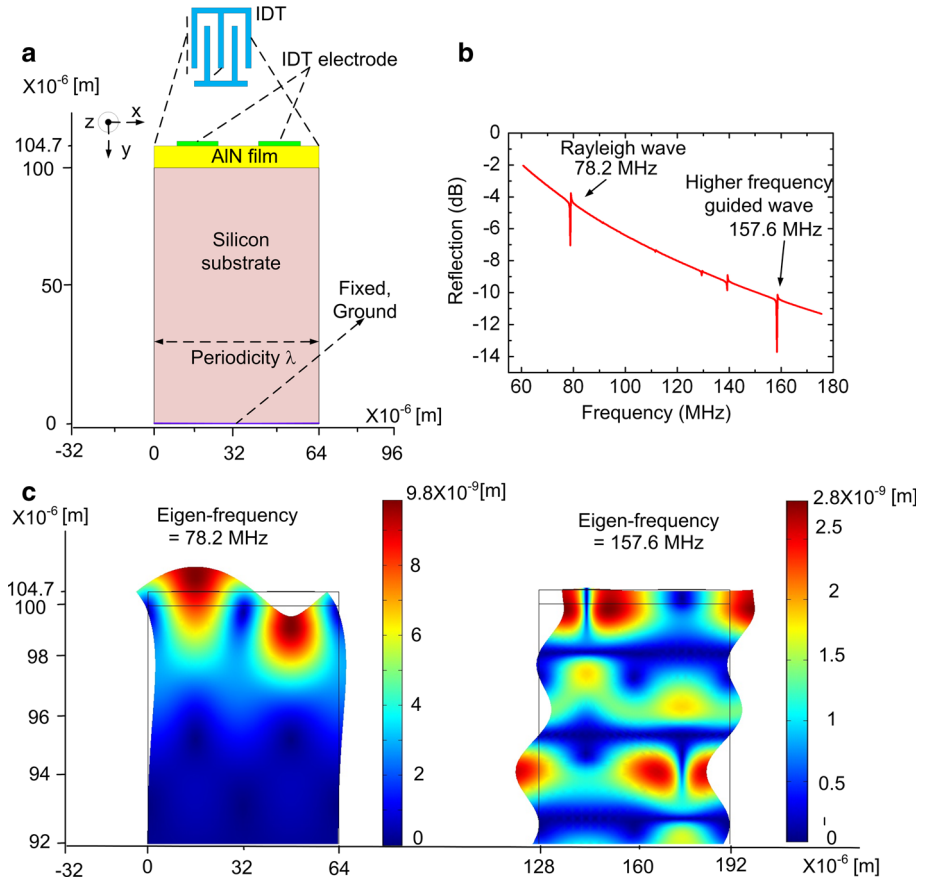 a
IDT
IDT electrode
X10⁻⁶ [m]
z
x
y
104.7
100
50
0
AlN film
Silicon
substrate
Fixed,
Ground
Periodicity λ
X10⁻⁶ [m]
-32
0
32
64
96
b
Reflection (dB)
0
-2
-4
-6
-8
-10
-12
-14
Rayleigh wave
78.2 MHz
Higher frequency
guided wave
157.6 MHz
60
80
100
120
140
160
180
Frequency (MHz)
c
X10⁻⁶ [m]
104.7
100
98
96
94
92
Eigen-frequency
= 78.2 MHz
9.8X10⁻⁹[m]
8
6
4
2
0
-32
0
32
64
Eigen-frequency
= 157.6 MHz
2.8X10⁻⁹ [m]
2.5
2
1.5
1
0.5
0
128
160
192
X10⁻⁶ [m]